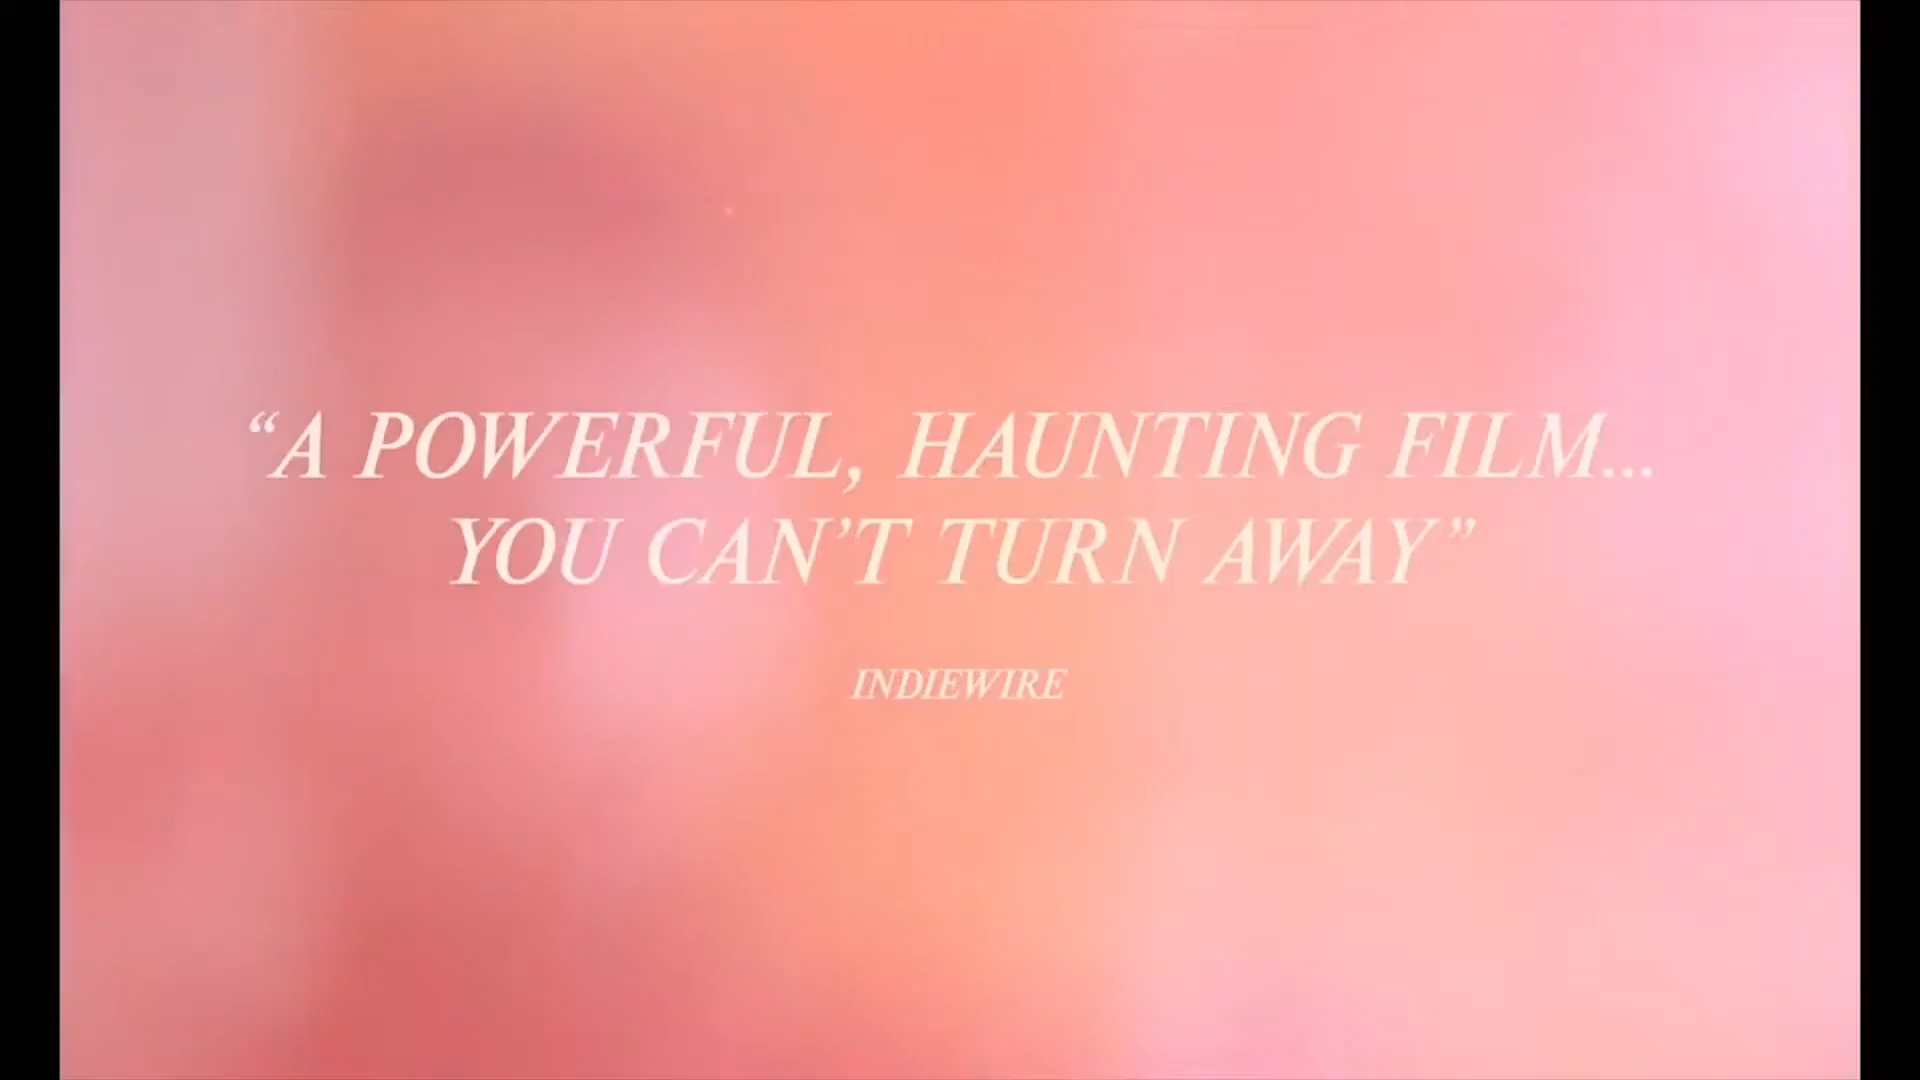 “A POWERFUL, HAUNTING FILM...
YOU CAN’T TURN AWAY”
INDIEWIRE